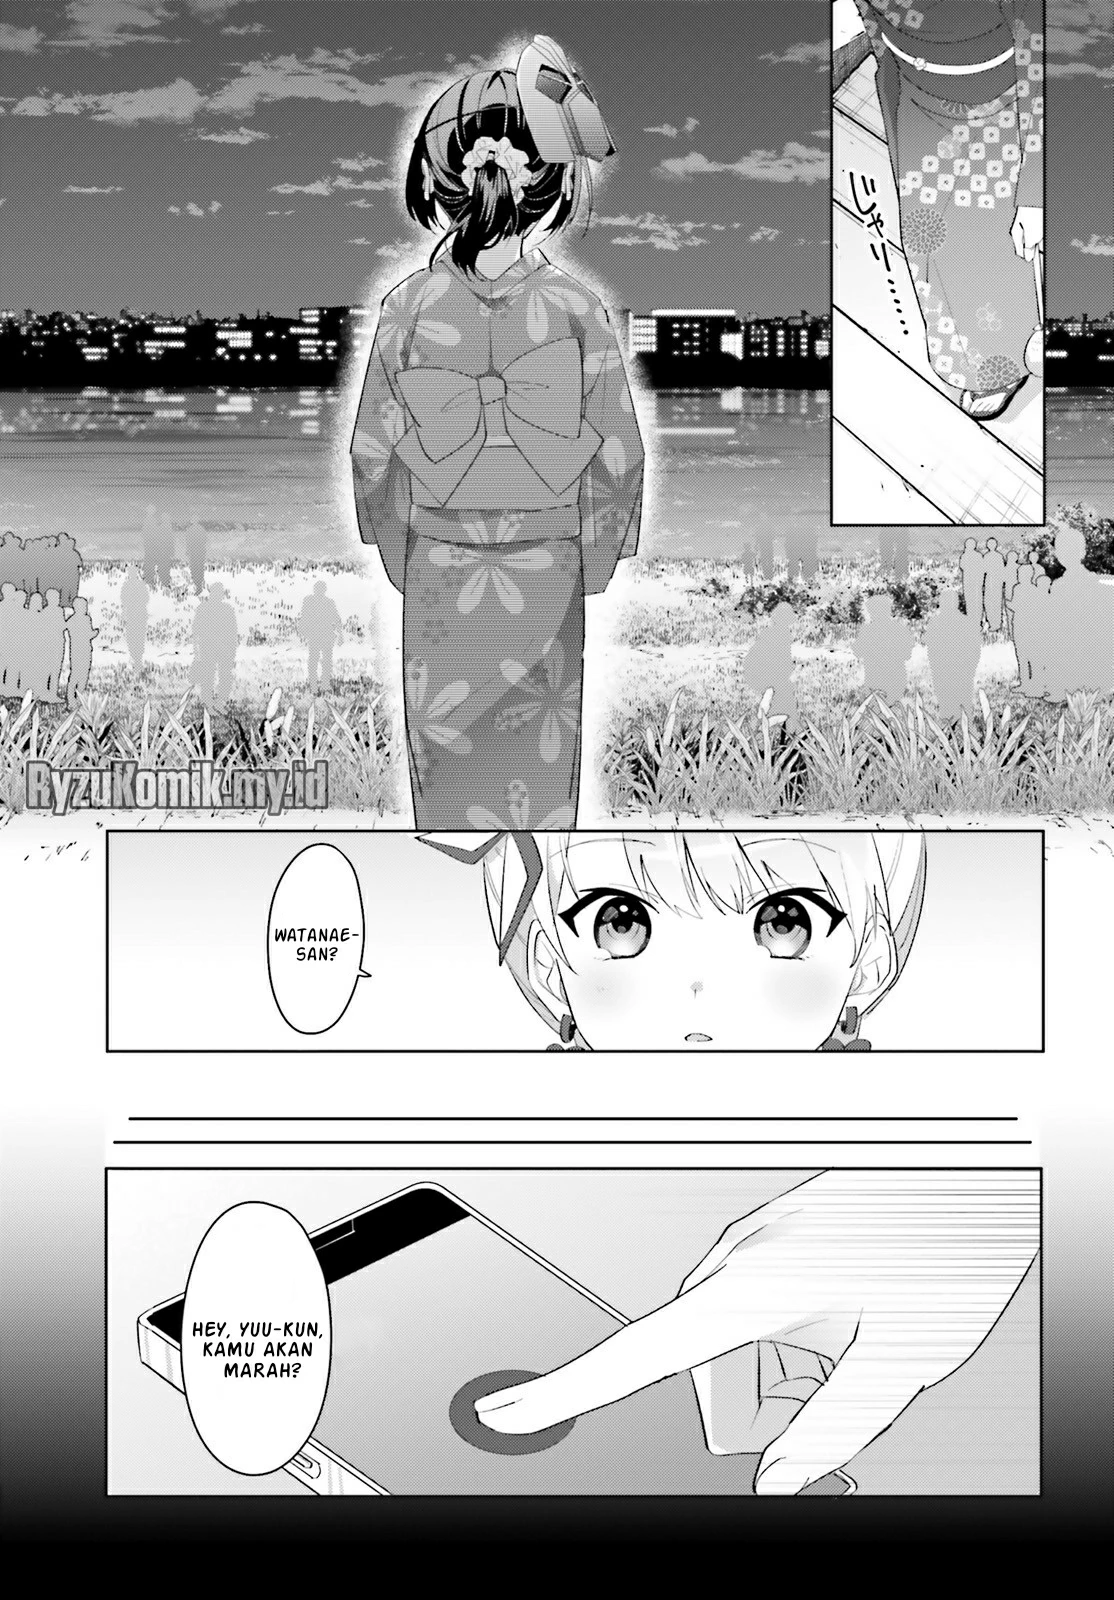 じゃり……
RyzuKomik.my.id
WATANAE-
SAN?
HEY, YUU-KUN,
KAMU AKAN
MARAH?